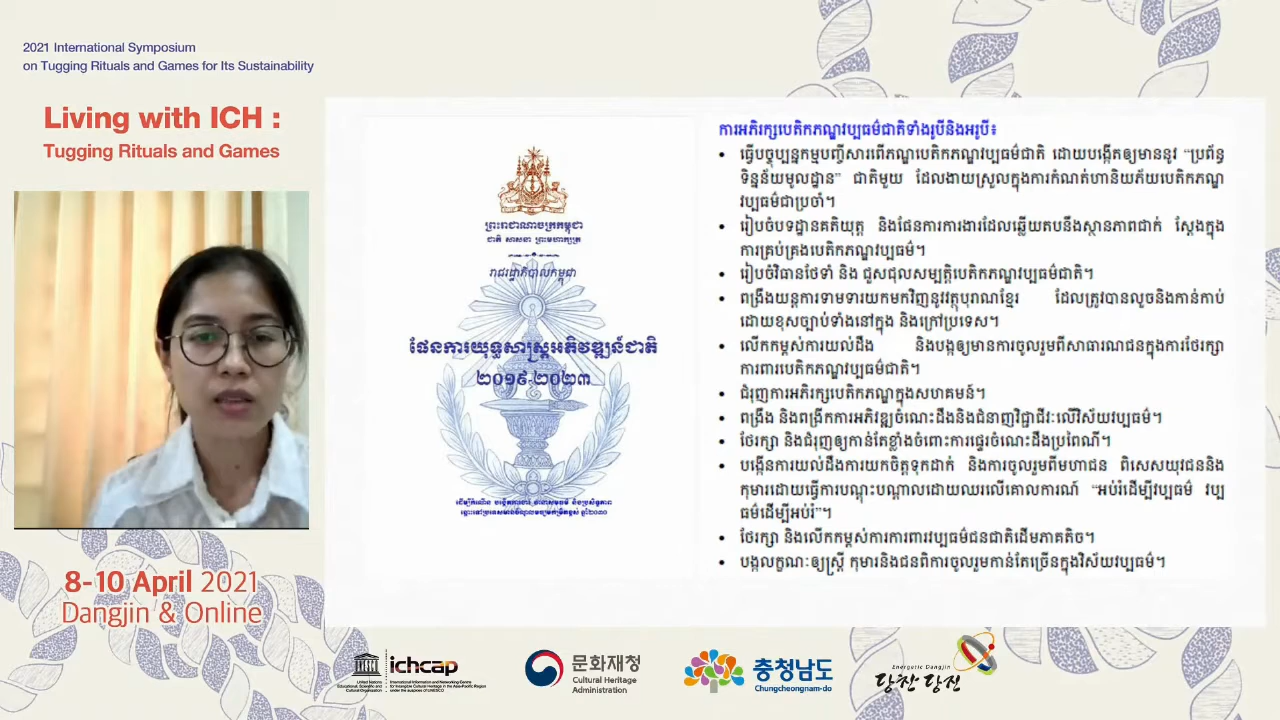 2021 International Symposium
on Tugging Rituals and Games for Its Sustainability
Living with ICH :
Tugging Rituals and Games
8-10 April 2021
Dangjin & Online
ព្រះរាជាណាចក្រកម្ពុជា
ជាតិ សាសនា ព្រះមហាក្សត្រ
រាជរដ្ឋាភិបាលកម្ពុជា
ផែនការយុទ្ធសាស្ត្រអភិវឌ្ឍន៍ជាតិ
២០១៩-២០២៣
ការអភិរក្សបេតិកភណ្ឌវប្បធម៌ជាតិទាំងរូបីនិងអរូបី៖
• ធ្វើបច្ចុប្បន្នកម្មបញ្ជីសារពើភណ្ឌបេតិកភណ្ឌវប្បធម៌ជាតិ ដោយបង្កើតឲ្យមាននូវ “ប្រព័ន្ធ
ទិន្នន័យមូលដ្ឋាន” ជាតិមួយ ដែលងាយស្រួលក្នុងការកំណត់ហានិយភ័យបេតិកភណ្ឌ
វប្បធម៌ជាប្រចាំ។
• រៀបចំបទដ្ឋានគតិយុត្ត និងផែនការការងារដែលឆ្លើយតបនឹងស្ថានភាពជាក់ ស្តែងក្នុង
ការគ្រប់គ្រងបេតិកភណ្ឌវប្បធម៌។
• រៀបចំវិធានថែទាំ និង ជួសជុលសម្បត្តិបេតិកភណ្ឌវប្បធម៌ជាតិ។
• ពង្រឹងយន្តការទាមទារយកមកវិញនូវវត្ថុបុរាណខ្មែរ ដែលត្រូវបានលួចនិងកាន់កាប់
ដោយខុសច្បាប់ទាំងនៅក្នុង និងក្រៅប្រទេស។
• លើកកម្ពស់ការយល់ដឹង និងបង្កឲ្យមានការចូលរួមពីសាធារណជនក្នុងការថែរក្សា
ការពារបេតិកភណ្ឌវប្បធម៌ជាតិ។
• ជំរុញការអភិរក្សបេតិកភណ្ឌក្នុងសហគមន៍។
• ពង្រឹង និងពង្រីកការអភិវឌ្ឍចំណេះដឹងនិងជំនាញវិជ្ជាជីវៈលើវិស័យវប្បធម៌។
• ថែរក្សា និងជំរុញឲ្យកាន់តែខ្លាំងចំពោះការផ្ទេរចំណេះដឹងប្រពៃណី។
• បង្កើនការយល់ដឹងការយកចិត្តទុកដាក់ និងការចូលរួមពីមហាជន ពិសេសយុវជននិង
កុមារដោយធ្វើការបណ្តុះបណ្តាលដោយឈរលើគោលការណ៍ “អប់រំដើម្បីវប្បធម៌ វប្ប
ធម៌ដើម្បីអប់រំ”។
• ថែរក្សា និងលើកកម្ពស់ការការពារវប្បធម៌ជនជាតិដើមភាគតិច។
• បង្កលក្ខណៈឲ្យស្ត្រី កុមារនិងជនពិការចូលរួមកាន់តែច្រើនក្នុងវិស័យវប្បធម៌។
ichcap
문화재청
Cultural Heritage
Administration
충청남도
Chungcheongnam-do
Energetic Dangjin
당찬 당진